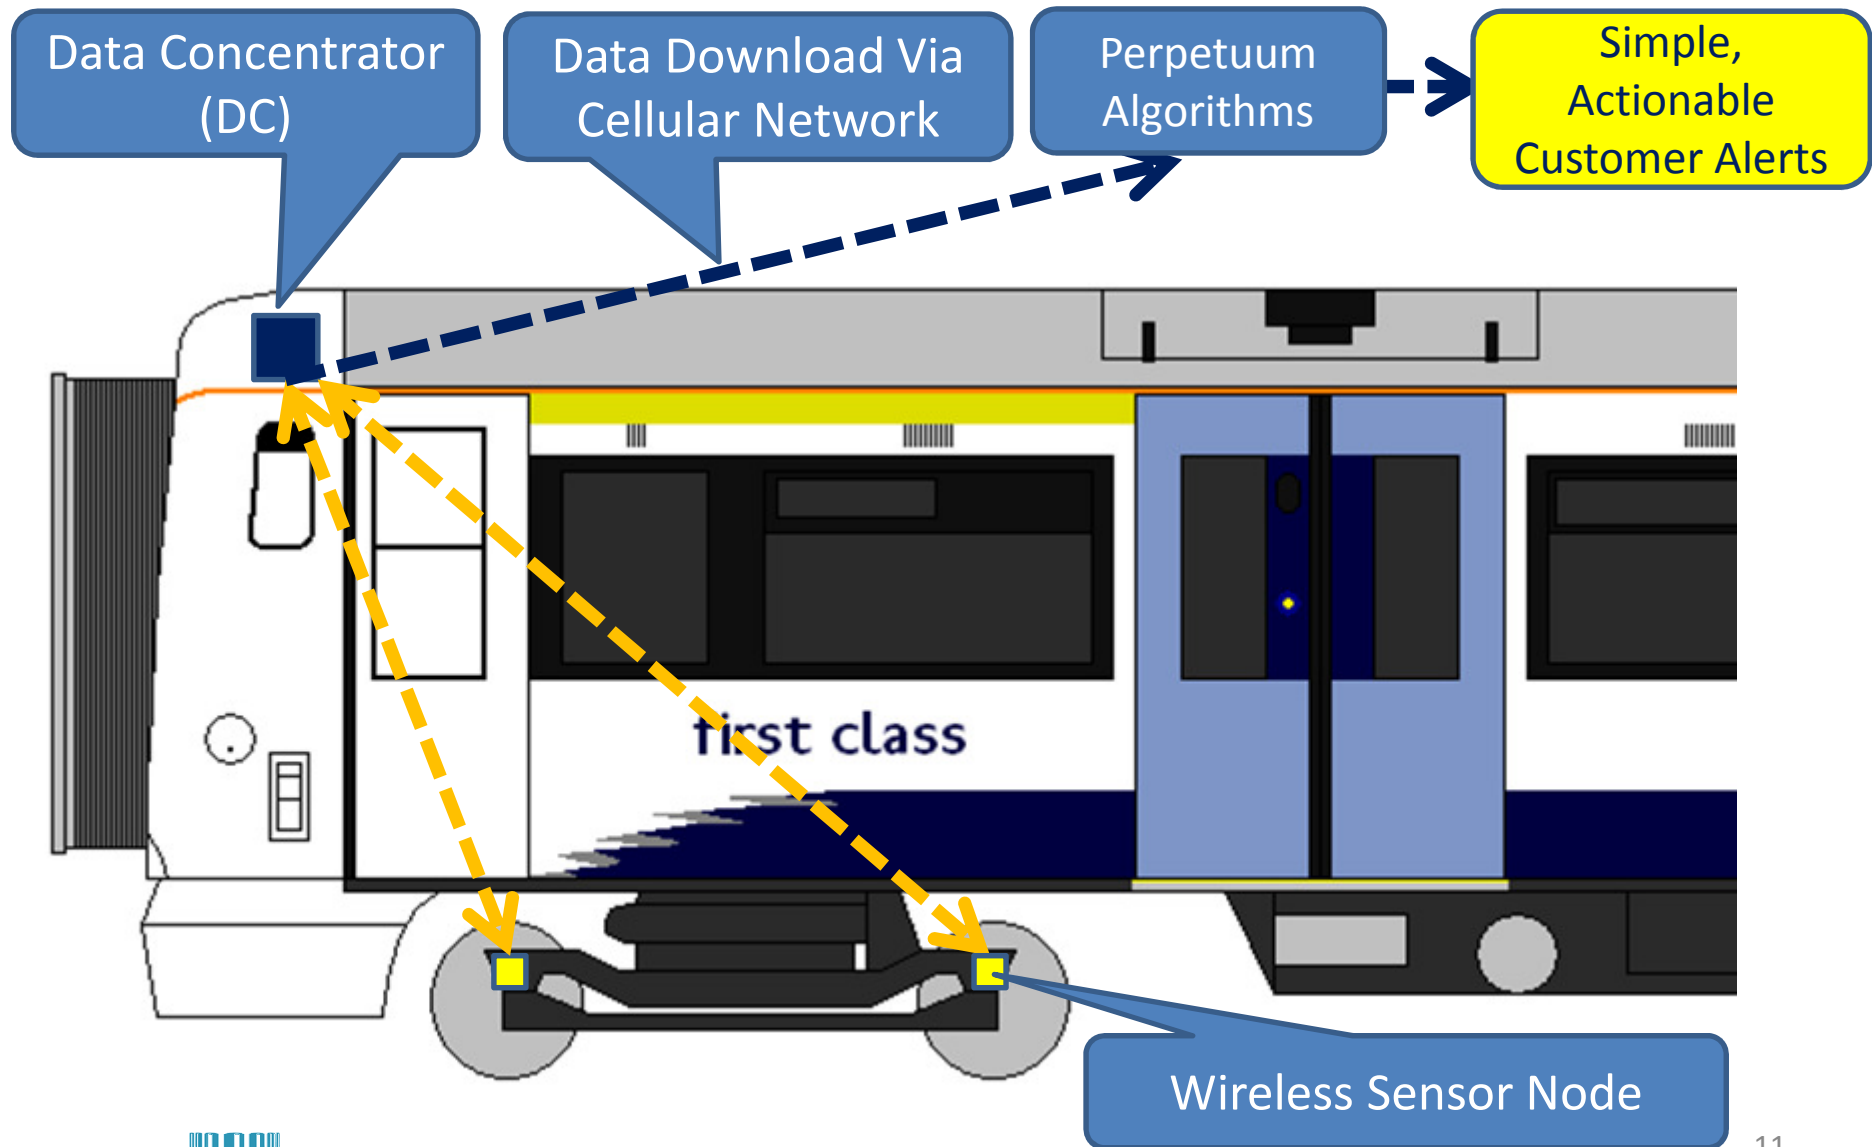 Data Concentrator
(DC)
Data Download Via
Cellular Network
Perpetuum
Algorithms
Simple,
Actionable
Customer Alerts
first class
Wireless Sensor Node
11